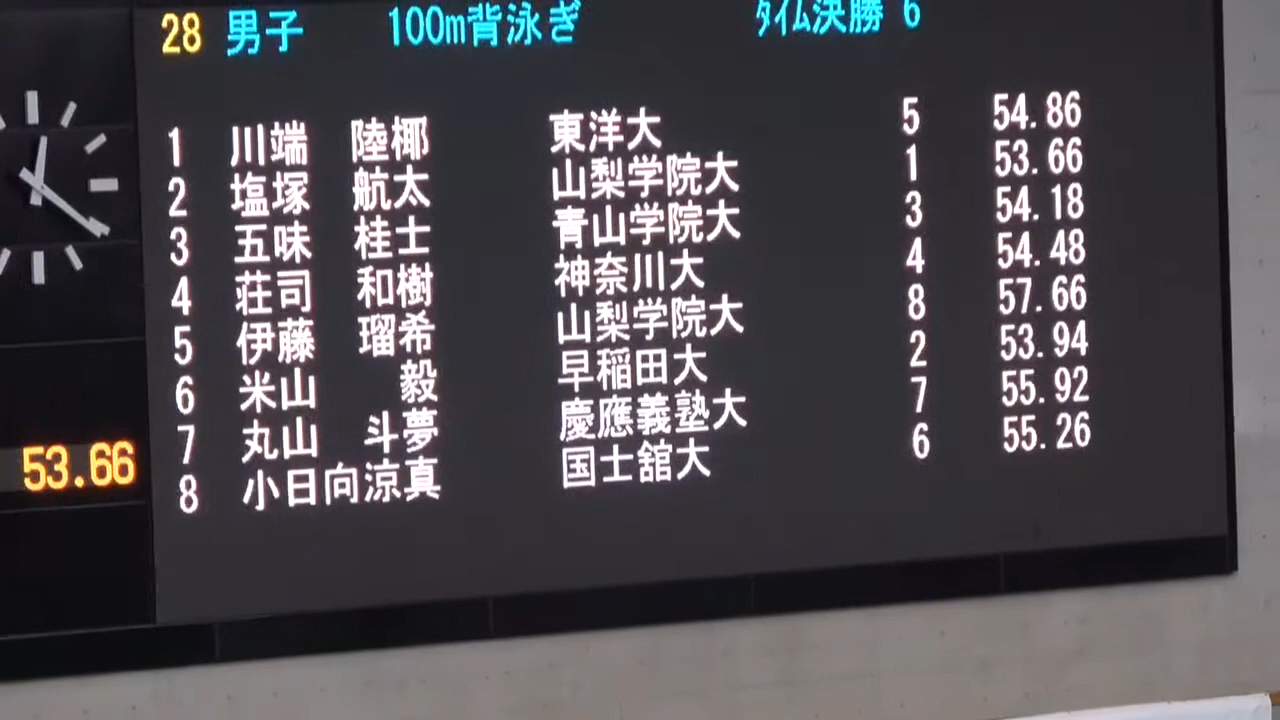 28 男子 100m背泳ぎ ﾀｲﾑ決勝 6
1 川端 陸椰 東洋大 5 54.86
2 塩塚 航太 山梨学院大 1 53.66
3 五味 桂士 青山学院大 3 54.18
4 荘司 和樹 神奈川大 4 54.48
5 伊藤 瑠希 山梨学院大 8 57.66
6 米山 毅 早稲田大 2 53.94
7 丸山 斗夢 慶應義塾大 7 55.92
8 小日向涼真 国士舘大 6 55.26
53.66